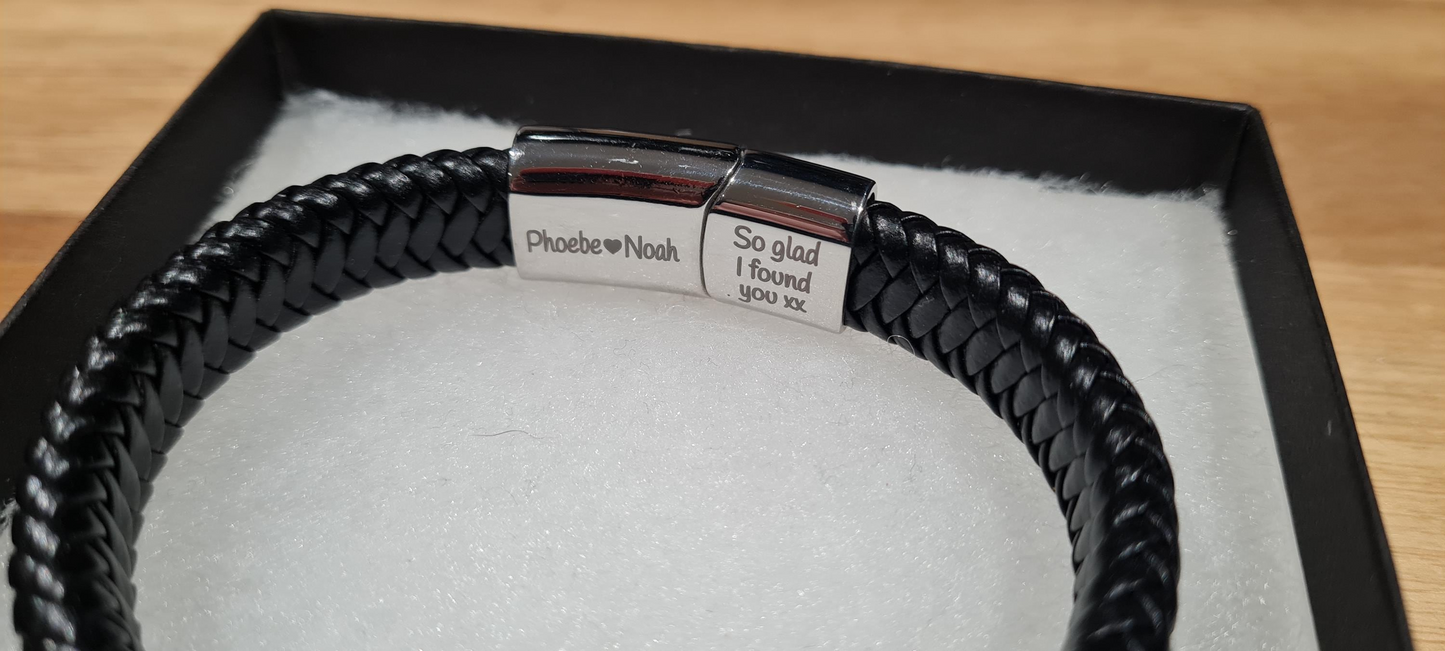 Phoebe♥Noah
So glad
I found
you xx